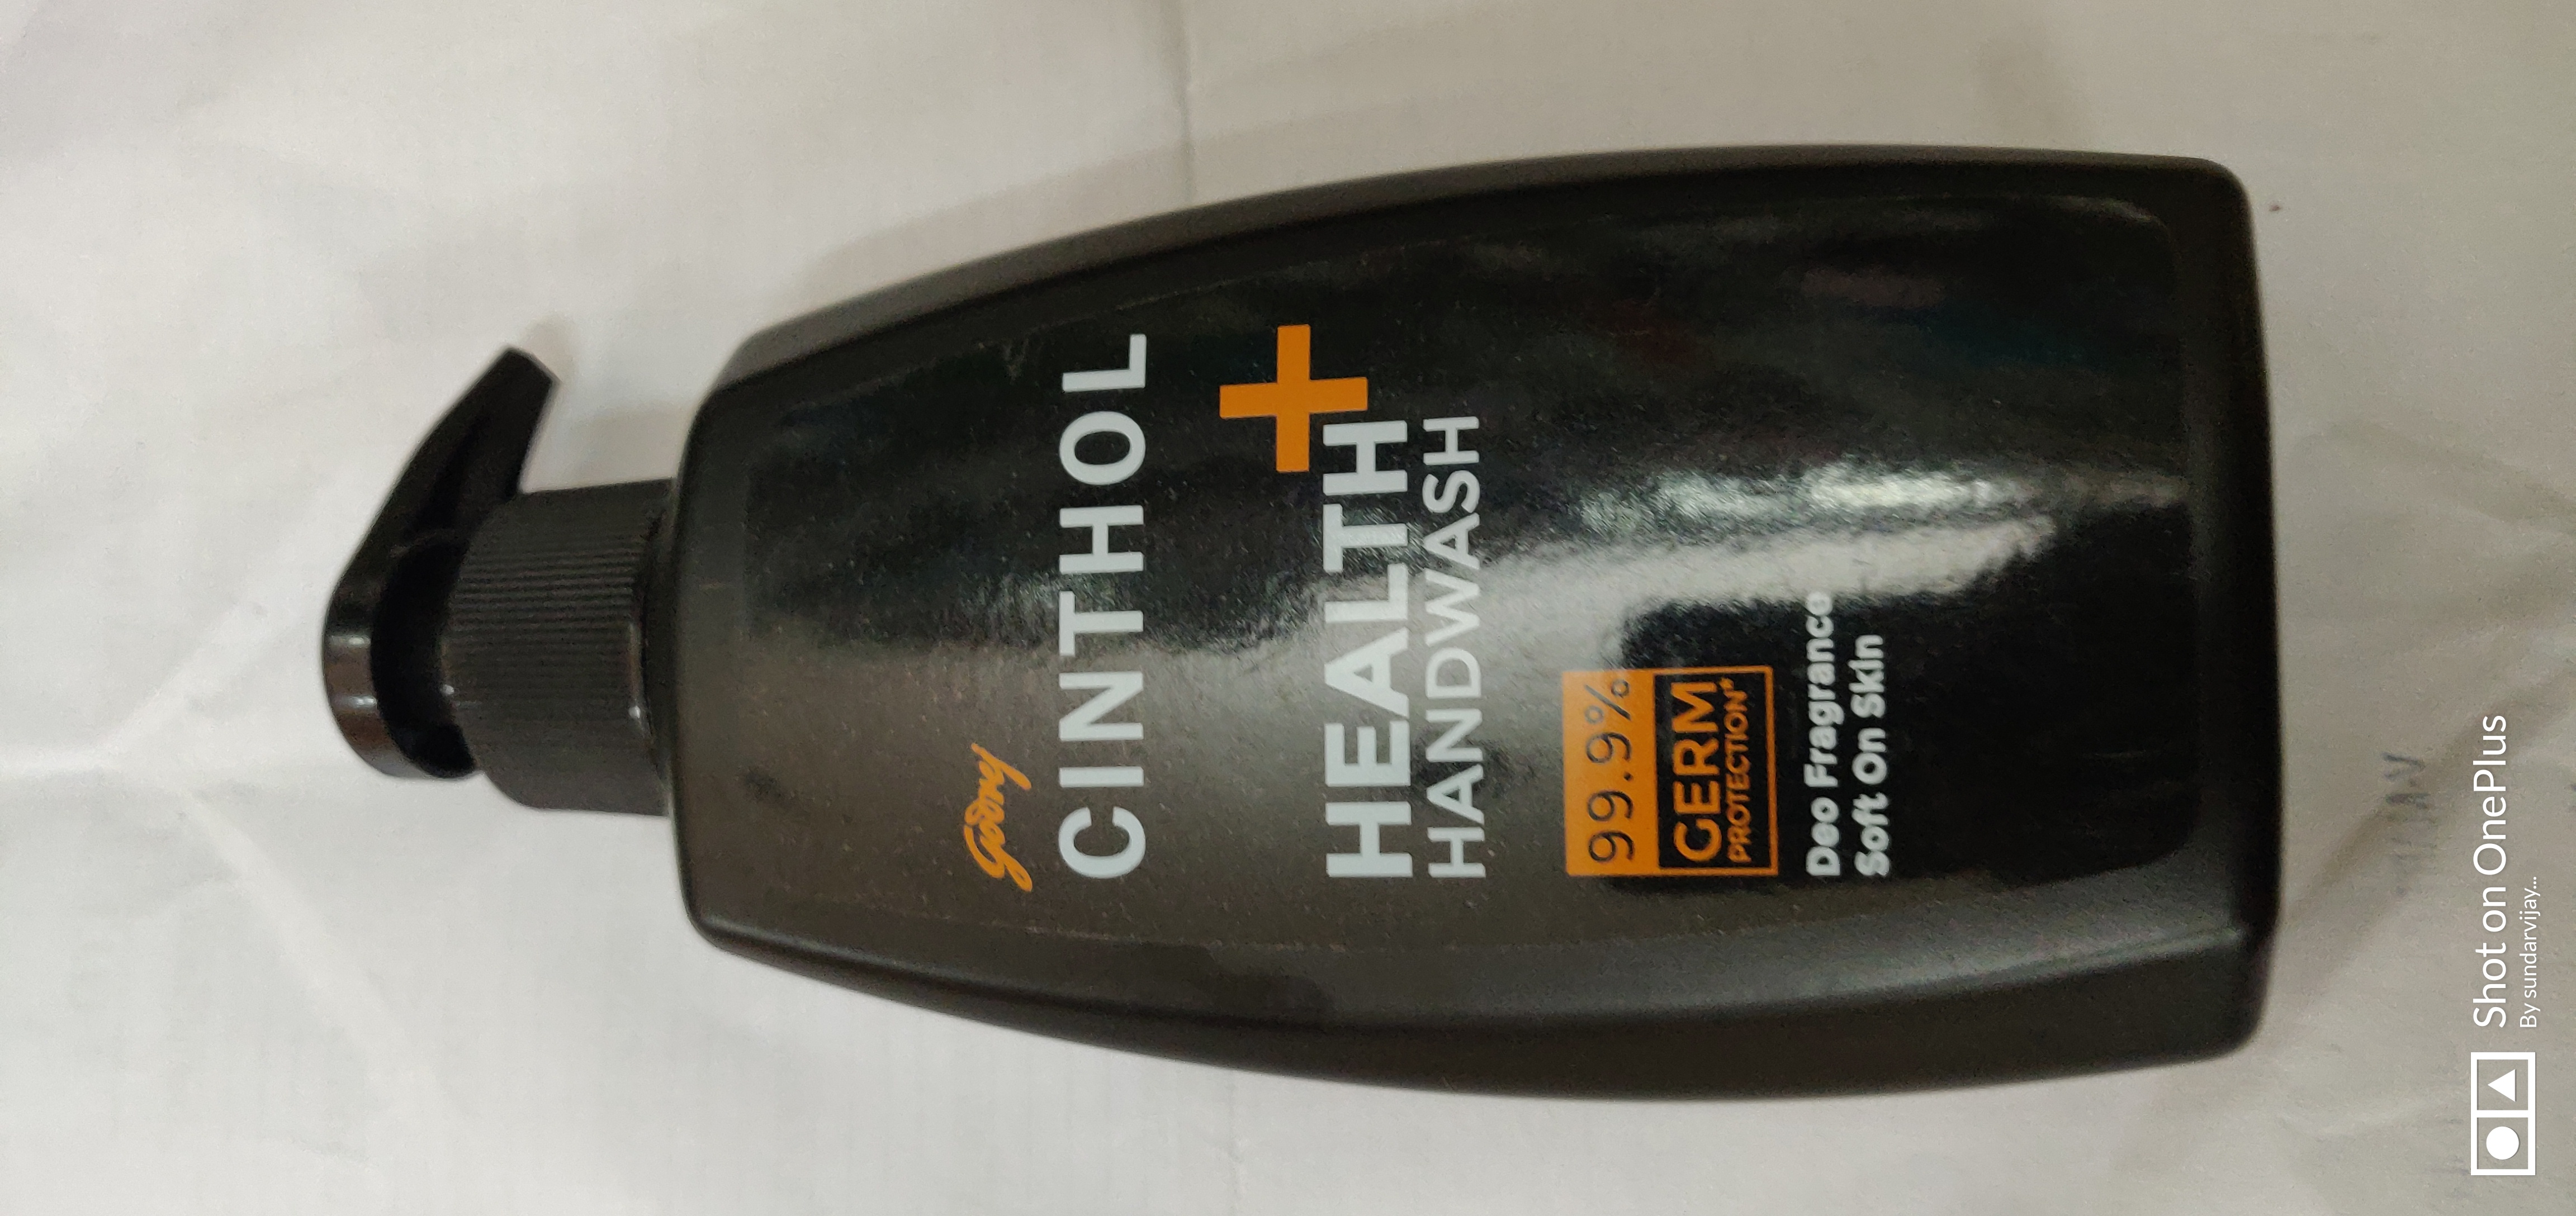 Godrej
CINTHOL
HEALTH+
HANDWASH
99.9%
GERM
PROTECTION*
Deo Fragrance
Soft On Skin
Shot on OnePlus
By sundarvijay...